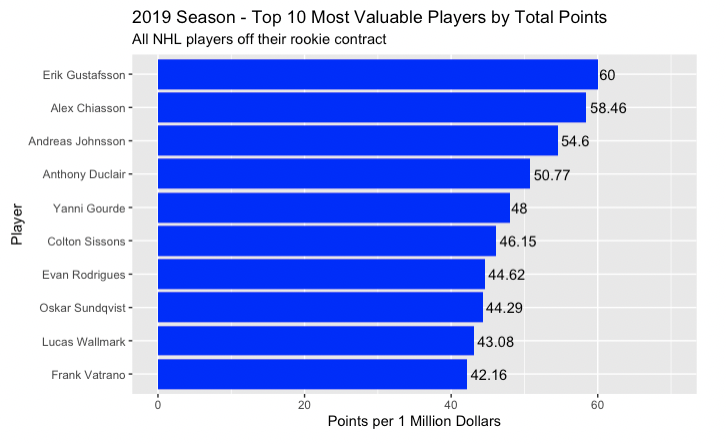 2019 Season - Top 10 Most Valuable Players by Total Points
All NHL players off their rookie contract
Erik Gustafsson 60
Alex Chiasson 58.46
Andreas Johnsson 54.6
Anthony Duclair 50.77
Yanni Gourde 48
Colton Sissons 46.15
Evan Rodrigues 44.62
Oskar Sundqvist 44.29
Lucas Wallmark 43.08
Frank Vatrano 42.16
Player
0 20 40 60
Points per 1 Million Dollars